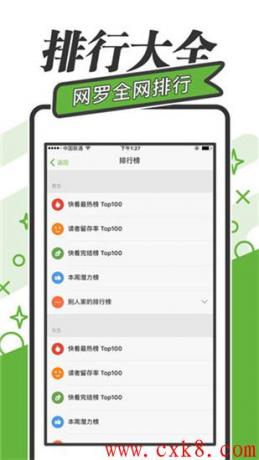 排行大全
网罗全网排行
中国联通 下午1:27
返回 排行榜
男生
快看最热榜 Top100
读者留存率 Top100
快看完结榜 Top100
本周潜力榜
别人家的排行榜
女生
快看最热榜 Top100
读者留存率 Top100
快看完结榜 Top100
本周潜力榜
www.cxk8.com